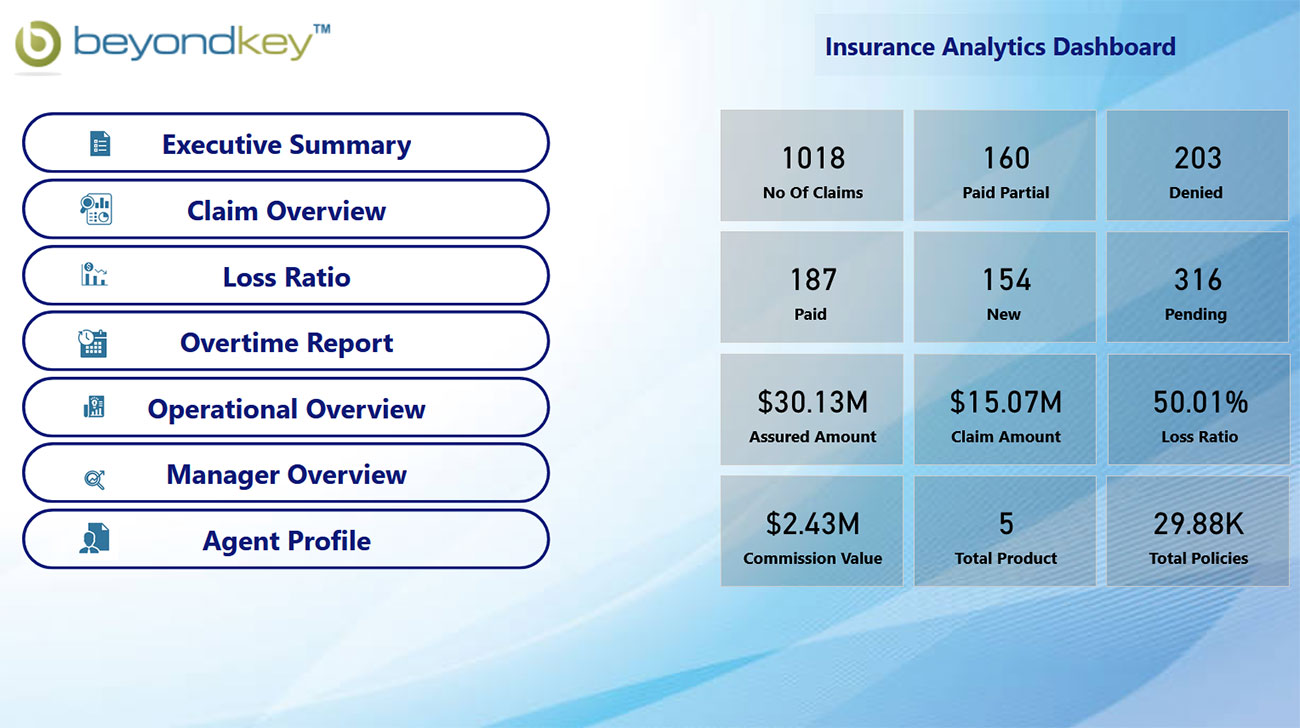 beyondkey™
Insurance Analytics Dashboard
Executive Summary
Claim Overview
Loss Ratio
Overtime Report
Operational Overview
Manager Overview
Agent Profile
1018
No Of Claims
160
Paid Partial
203
Denied
187
Paid
154
New
316
Pending
$30.13M
Assured Amount
$15.07M
Claim Amount
50.01%
Loss Ratio
$2.43M
Commission Value
5
Total Product
29.88K
Total Policies